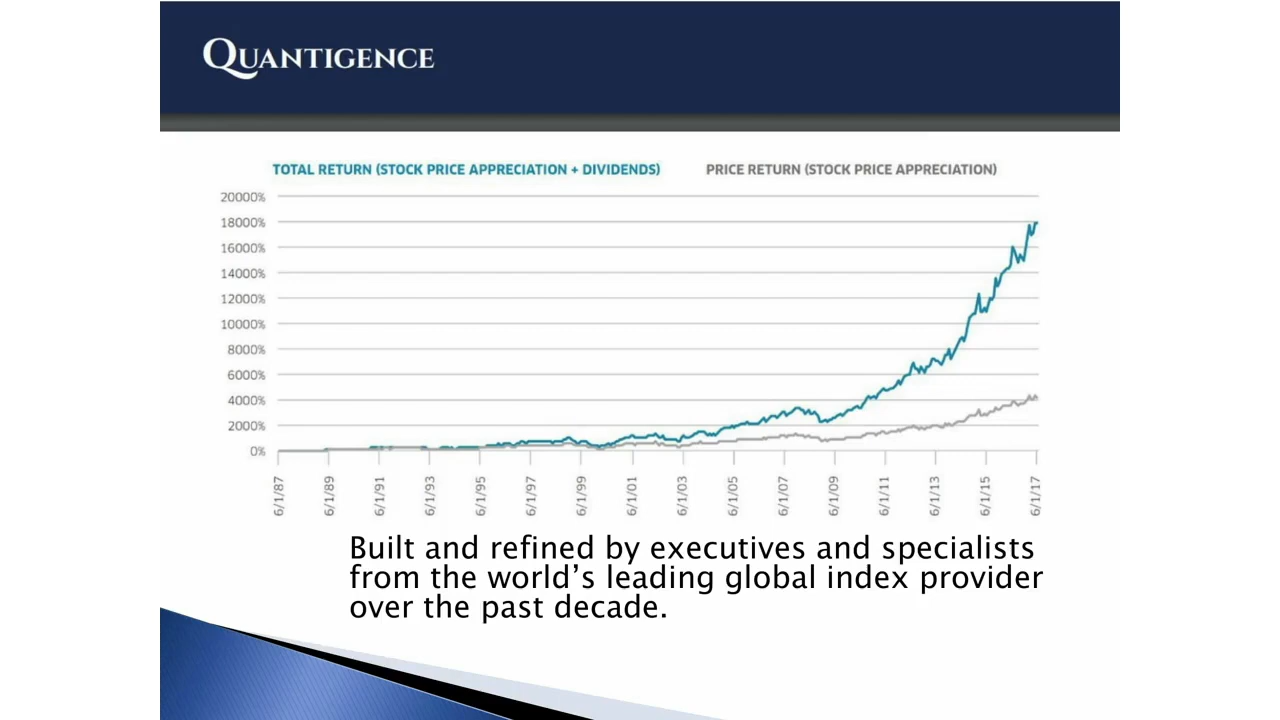 QUANTIGENCE
TOTAL RETURN (STOCK PRICE APPRECIATION + DIVIDENDS) PRICE RETURN (STOCK PRICE APPRECIATION)
20000%
18000%
16000%
14000%
12000%
10000%
8000%
6000%
4000%
2000%
0%
6/1/87 6/1/89 6/1/91 6/1/93 6/1/95 6/1/97 6/1/99 6/1/01 6/1/03 6/1/05 6/1/07 6/1/09 6/1/11 6/1/13 6/1/15 6/1/17
Built and refined by executives and specialists
from the world’s leading global index provider
over the past decade.